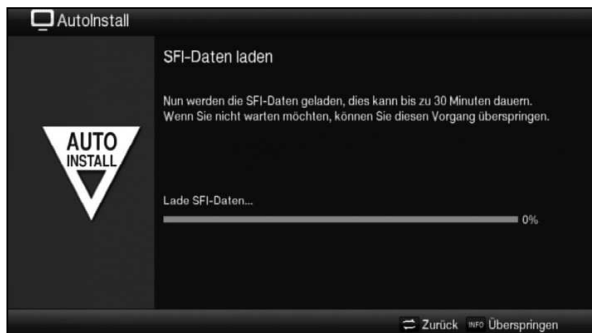 AutoInstall
SFI-Daten laden
Nun werden die SFI-Daten geladen, dies kann bis zu 30 Minuten dauern.
Wenn Sie nicht warten möchten, können Sie diesen Vorgang überspringen.
AUTO
INSTALL
Lade SFI-Daten...
0%
Zurück INFO Überspringen